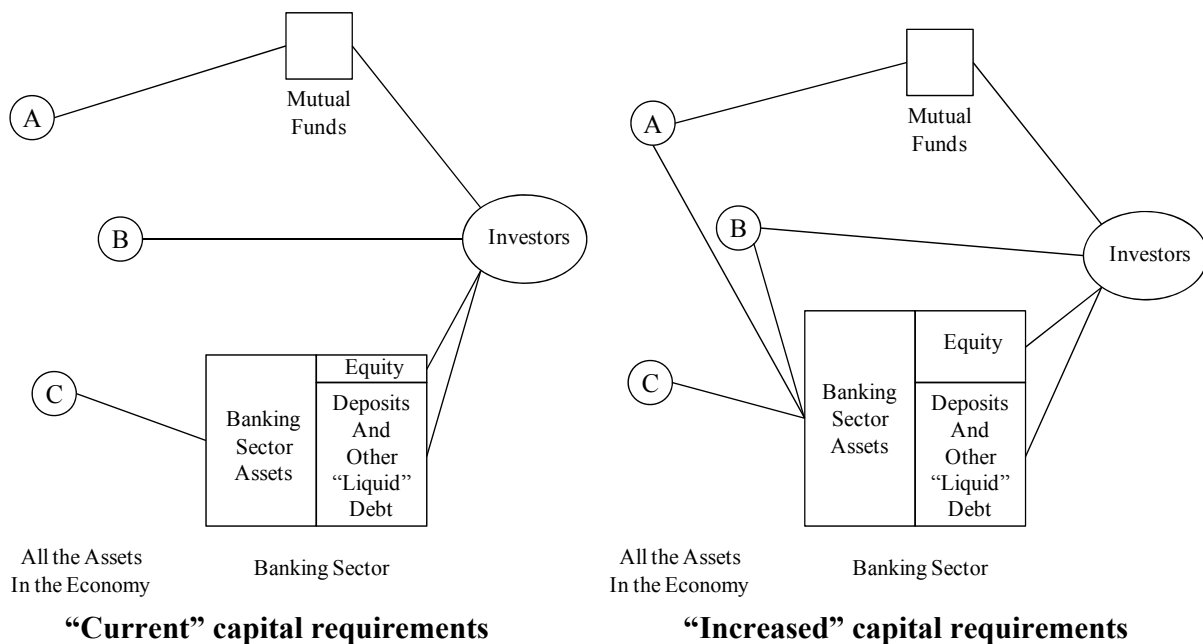 A
Mutual
Funds
B
Investors
C
Banking
Sector
Assets
Equity
Deposits
And
Other
“Liquid”
Debt
All the Assets
In the Economy
Banking Sector
“Current” capital requirements
A
Mutual
Funds
B
Investors
C
Banking
Sector
Assets
Equity
Deposits
And
Other
“Liquid”
Debt
All the Assets
In the Economy
Banking Sector
“Increased” capital requirements